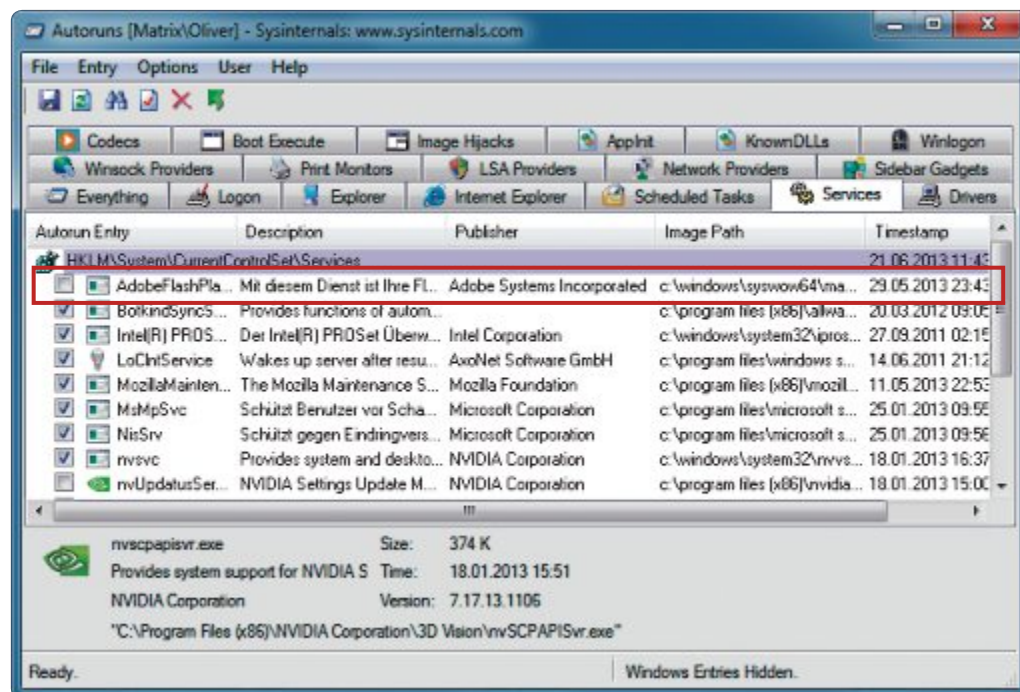 Autoruns [Matrix\Oliver] - Sysinternals: www.sysinternals.com
File Entry Options User Help
Codecs Boot Execute Image Hijacks AppInit KnownDLLs Winlogon
Winsock Providers Print Monitors LSA Providers Network Providers Sidebar Gadgets
Everything Logon Explorer Internet Explorer Scheduled Tasks Services Drivers
Autorun Entry Description Publisher Image Path Timestamp
HKLM\System\CurrentControlSet\Services 21.06.2013 11:43
AdobeFlashPla... Mit diesem Dienst ist Ihre Fl... Adobe Systems Incorporated c:\windows\syswow64\ma... 29.05.2013 23:43
BotkindSyncS... Provides functions of autom... c:\program files (x86)\allwa... 20.03.2012 09:05
Intel(R) PROS... Der Intel(R) PROSet Überw... Intel Corporation c:\windows\system32\ipros... 27.09.2011 02:15
LoClntService Wakes up server after resu... AxoNet Software GmbH c:\program files\windows s... 14.06.2011 21:12
MozillaMainten... The Mozilla Maintenance S... Mozilla Foundation c:\program files (x86)\mozill... 11.05.2013 22:53
MsMpSvc Schützt Benutzer vor Scha... Microsoft Corporation c:\program files\microsoft s... 25.01.2013 09:55
NisSrv Schützt gegen Eindringvers... Microsoft Corporation c:\program files\microsoft s... 25.01.2013 09:56
nvsvc Provides system and deskto... NVIDIA Corporation c:\windows\system32\nvvs... 18.01.2013 16:37
nvUpdatusSer... NVIDIA Settings Update M... NVIDIA Corporation c:\program files (x86)\nvidia... 18.01.2013 15:00
nvscpapisvr.exe Size: 374 K
Provides system support for NVIDIA S Time: 18.01.2013 15:51
NVIDIA Corporation Version: 7.17.13.1106
"C:\Program Files (x86)\NVIDIA Corporation\3D Vision\nvSCPAPISvr.exe"
Ready. Windows Entries Hidden.